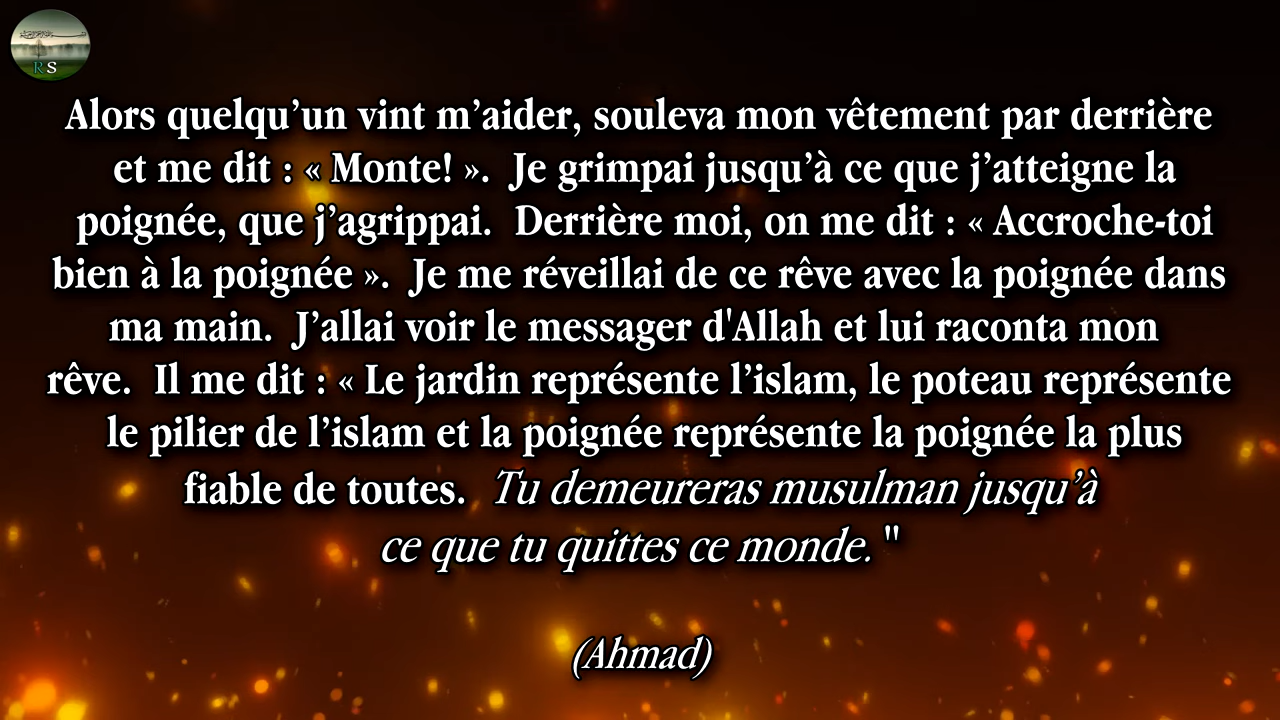 RS
Alors quelqu’un vint m’aider, souleva mon vêtement par derrière
et me dit : « Monte! ».  Je grimpai jusqu’à ce que j’atteigne la
poignée, que j’agrippai.  Derrière moi, on me dit : « Accroche-toi
bien à la poignée ».  Je me réveillai de ce rêve avec la poignée dans
ma main.  J’allai voir le messager d'Allah et lui raconta mon
rêve.  Il me dit : « Le jardin représente l’islam, le poteau représente
le pilier de l’islam et la poignée représente la poignée la plus
fiable de toutes.  Tu demeureras musulman jusqu’à
ce que tu quittes ce monde. "
(Ahmad)